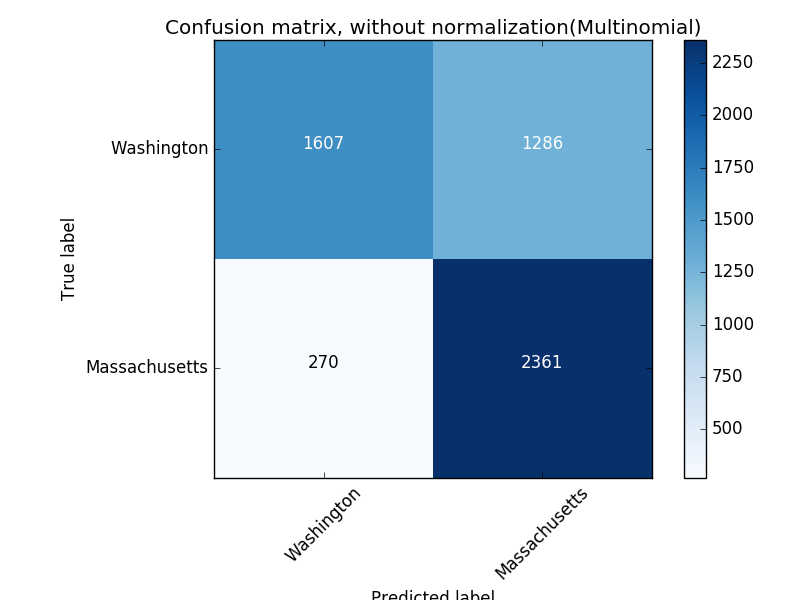 Confusion matrix, without normalization(Multinomial)
Washington
1607
1286
True label
Massachusetts
270
2361
Washington
Massachusetts
Predicted label
2250
2000
1750
1500
1250
1000
750
500